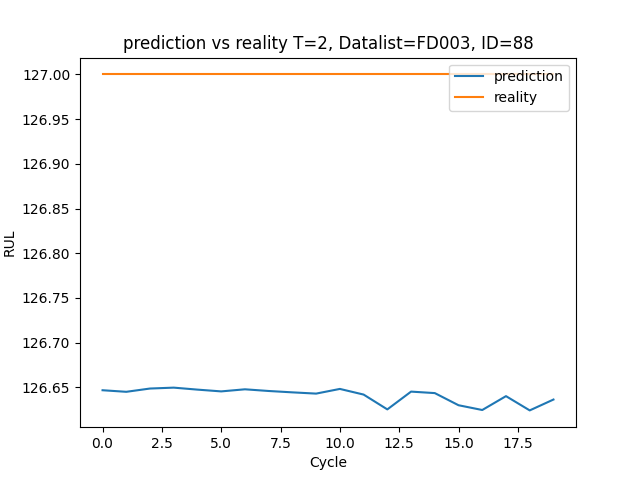 prediction vs reality T=2, Datalist=FD003, ID=88
prediction
reality
127.00
126.95
126.90
126.85
126.80
126.75
126.70
126.65
RUL
0.0 2.5 5.0 7.5 10.0 12.5 15.0 17.5
Cycle